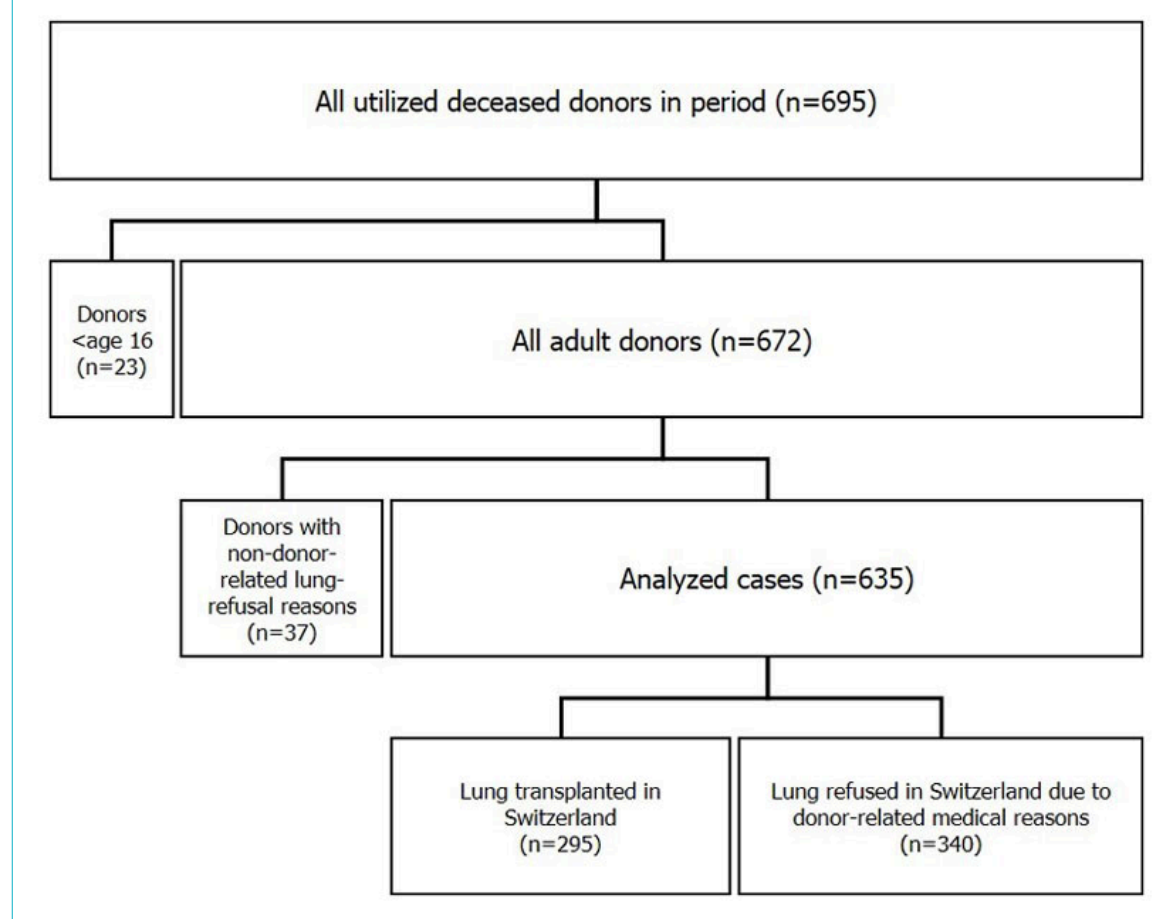 All utilized deceased donors in period (n=695)
Donors
<age 16
(n=23)
All adult donors (n=672)
Donors with
non-donor-
related lung-
refusal reasons
(n=37)
Analyzed cases (n=635)
Lung transplanted in
Switzerland
(n=295)
Lung refused in Switzerland due to
donor-related medical reasons
(n=340)